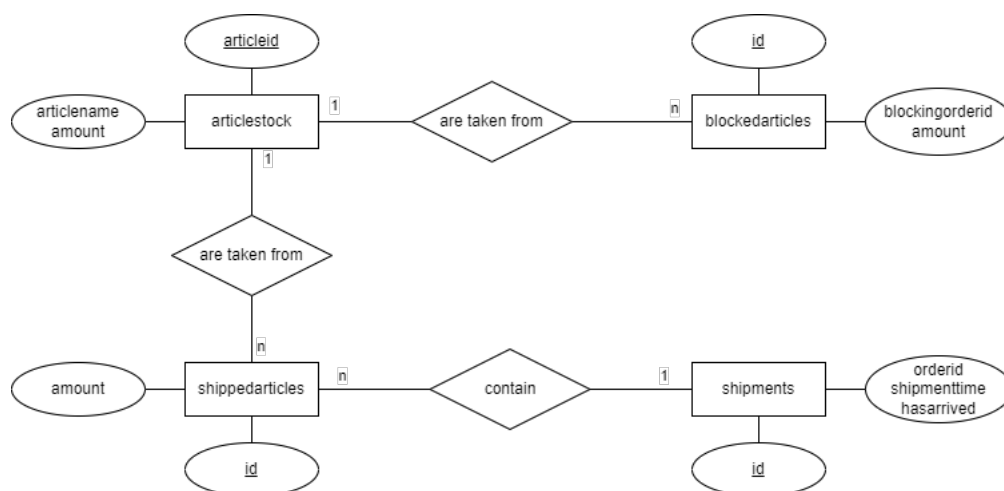 articleid
id
articlename
amount
articlestock
1
are taken from
n
blockedarticles
blockingorderid
amount
1
are taken from
n
amount
shippedarticles
n
contain
1
shipments
orderid
shipmenttime
hasarrived
id
id